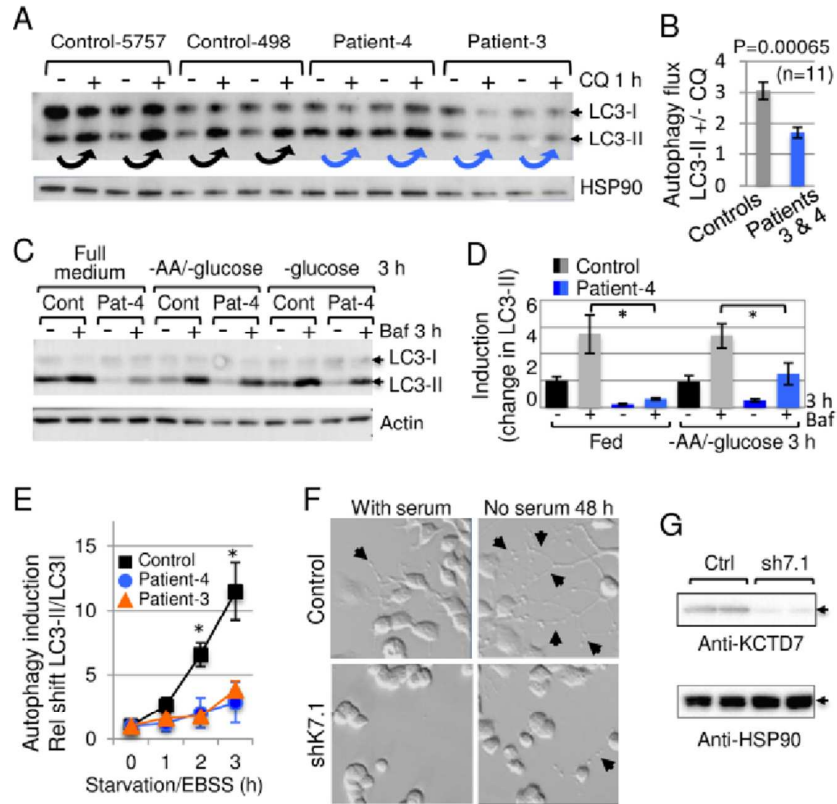 A
Control-5757 Control-498 Patient-4 Patient-3
- + - + - + - + - + - + - + - + CQ 1 h
LC3-I
LC3-II
HSP90
B
P=0.00065
(n=11)
Autophagy flux
LC3-II +/- CQ
4
3
2
1
0
Controls
Patients
3 & 4
C
Full
medium -AA/-glucose -glucose 3 h
Cont Pat-4 Cont Pat-4 Cont Pat-4
- + - + - + - + - + - + Baf 3 h
LC3-I
LC3-II
Actin
D
Control
Patient-4
Induction
(change in LC3-II)
6
4
2
0
* *
3 h
- + - + - + - + Baf
Fed -AA/-glucose 3 h
E
Autophagy induction
Rel shift LC3-II/LC3I
15
10
5
0
Control
Patient-4
Patient-3
*
*
0 1 2 3
Starvation/EBSS (h)
F
With serum No serum 48 h
Control
shK7.1
G
Ctrl sh7.1
Anti-KCTD7
Anti-HSP90